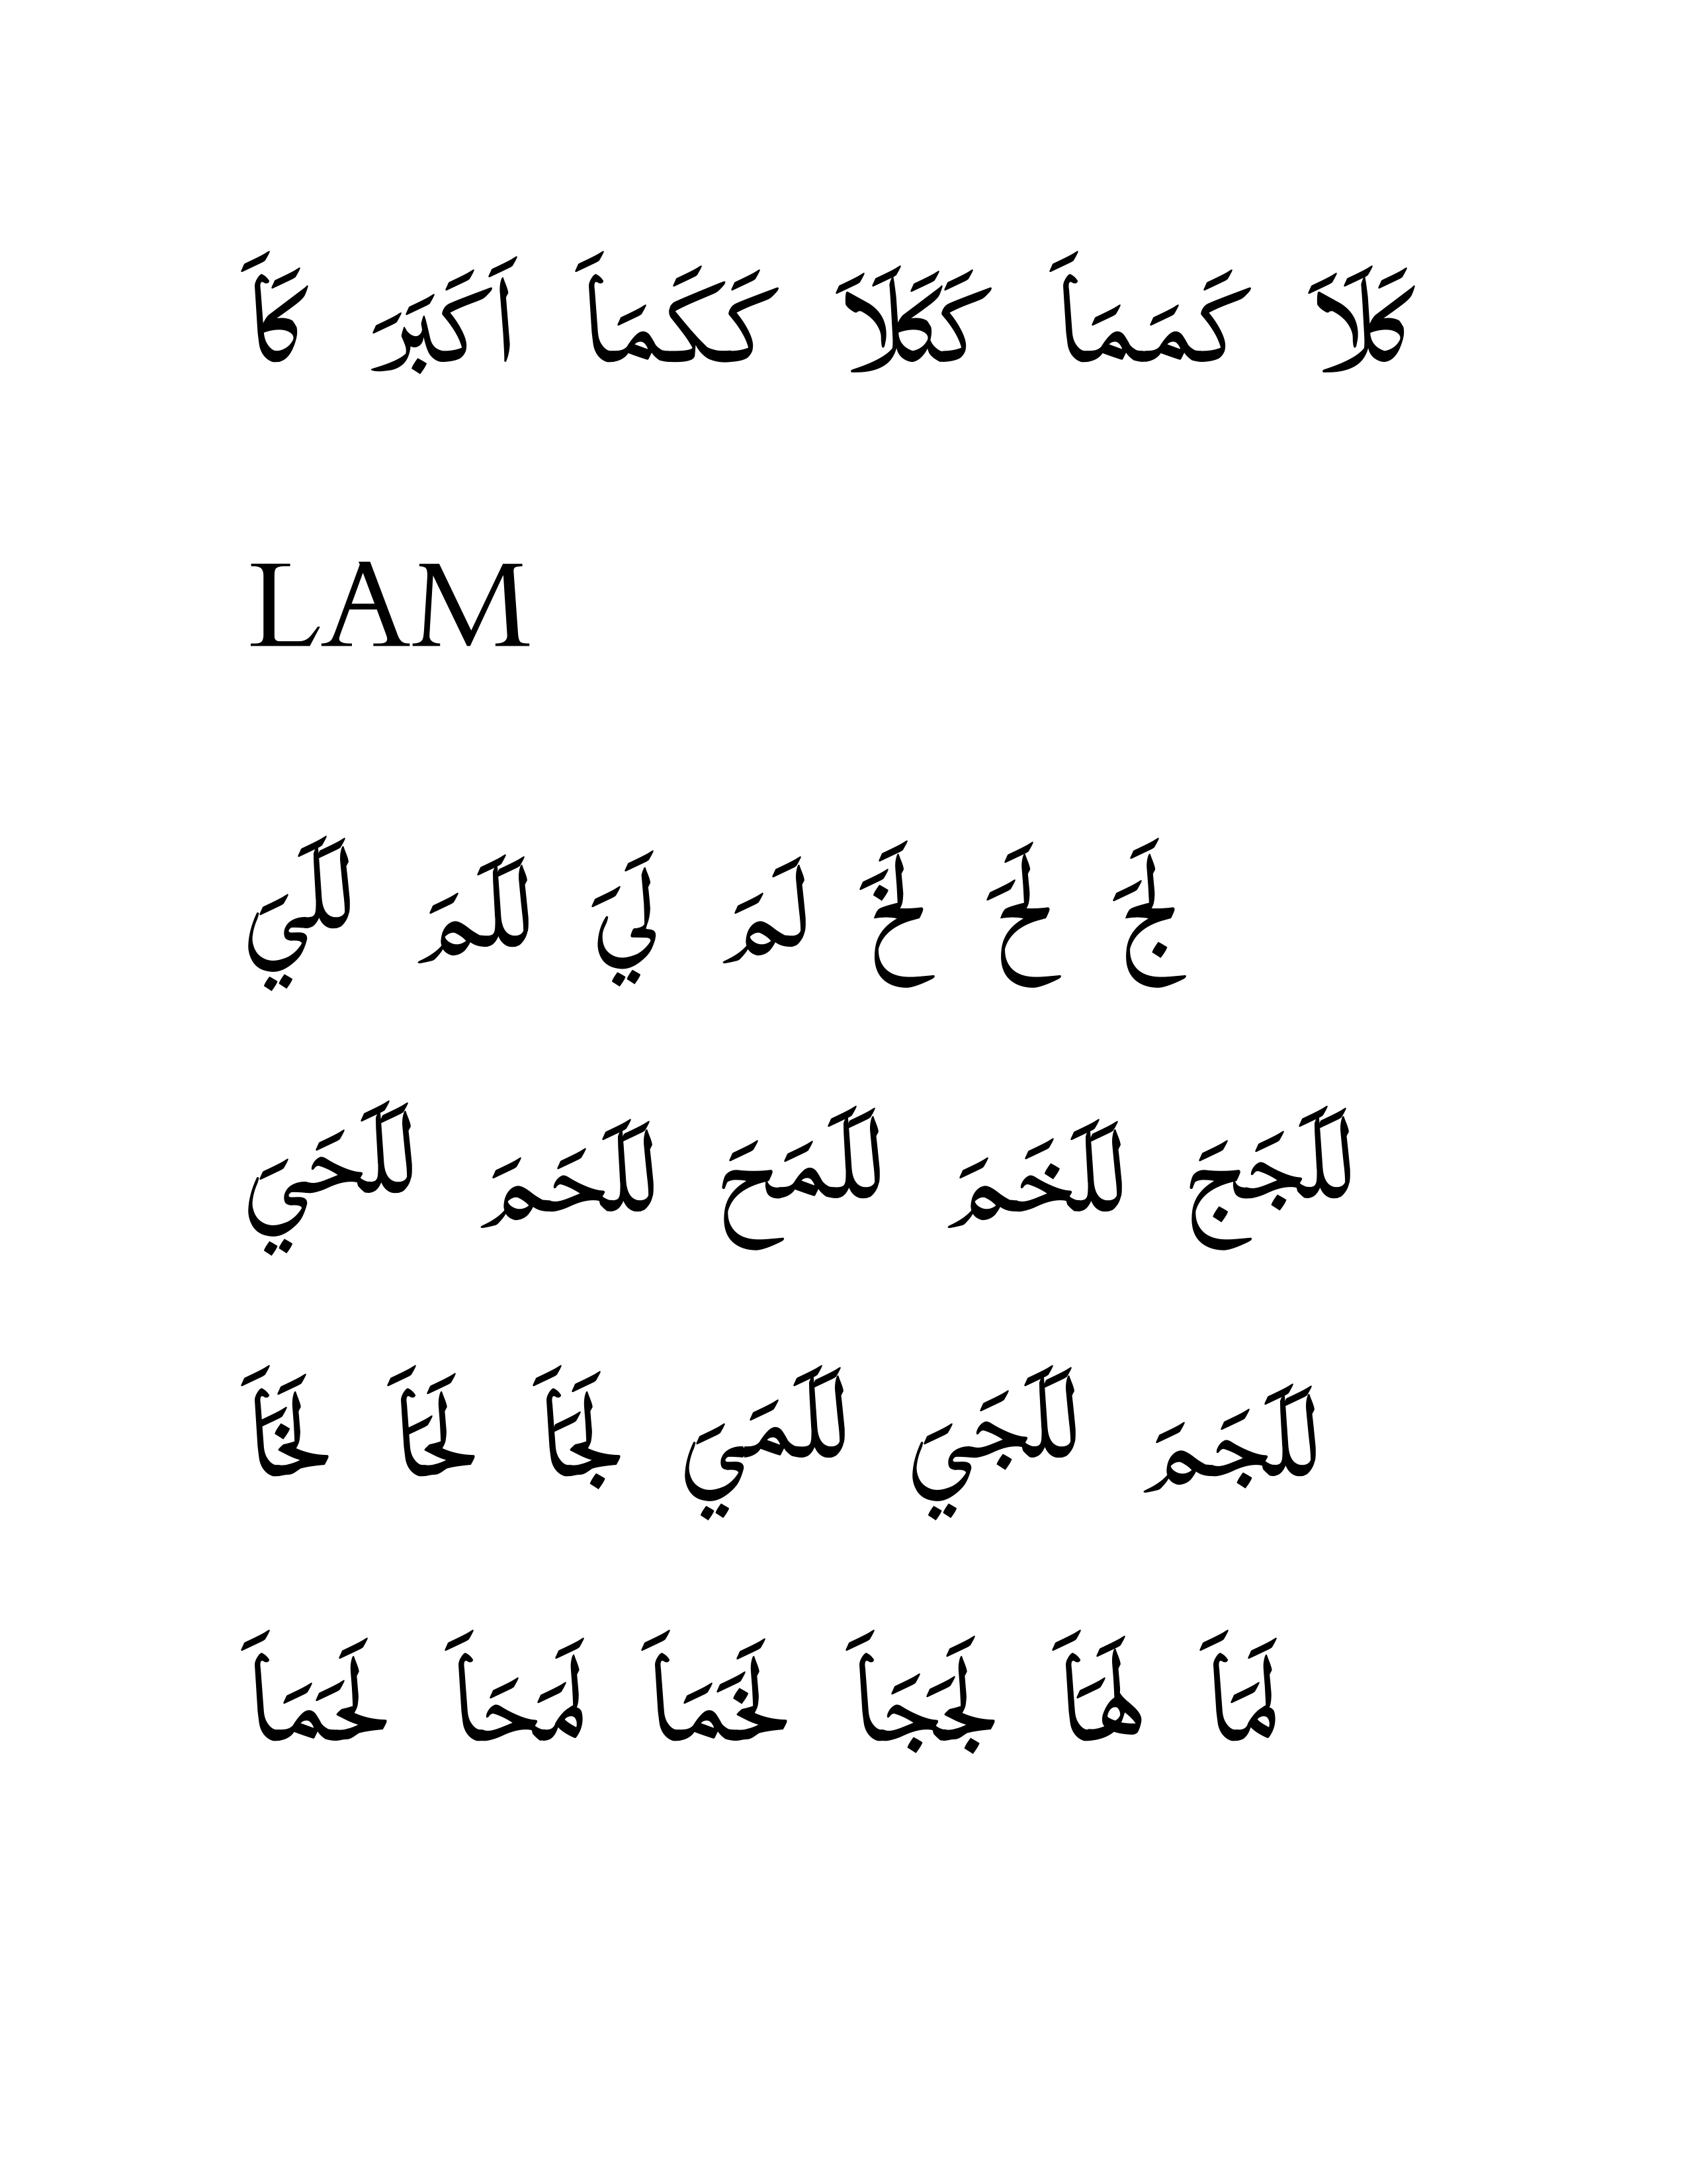 كَلَاَ كَمَمَاَ كَكَلَاَ كَكَمَاَ اَكَبَرَ كَاَ
LAM
لَجَ لَحَ لَخَ لَمَ لَيَ لَلَمَ لَلَيَ
لَلَجَجَ لَلَخَمَ لَلَمَحَ لَلَحَمَ لَلَحَيَ
لَلَجَمَ لَلَجَيَ لَلَمَيَ لَجَاَ لَحَاَ لَخَاَ
لَمَاَ لَهَاَ لَجَجَاَ لَخَمَاَ لَمَحَاَ لَحَمَاَ